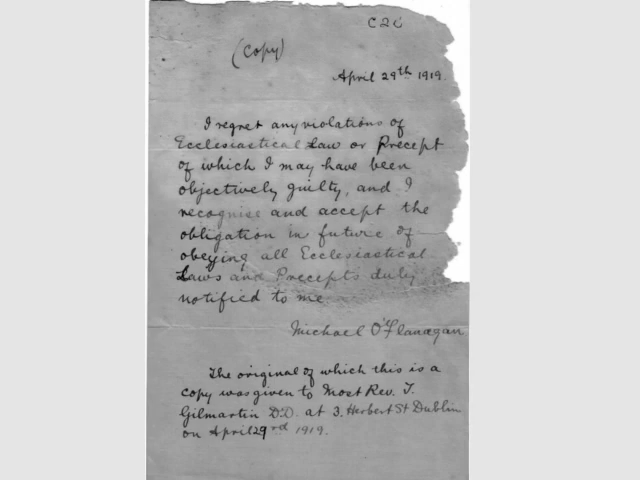 C2i
(Copy)
April 29th 1919.
I regret any violations of
Ecclesiastical Law or Precept
of which I may have been
objectively guilty, and I
recognise and accept the
obligation in future of
obeying all Ecclesiastical
Laws and Precepts duly
notified to me
Michael O'Flanagan
The original of which this is a
copy was given to Most Rev. T.
Gilmartin D.D. at 3. Herbert St Dublin
on April 29rd 1919.